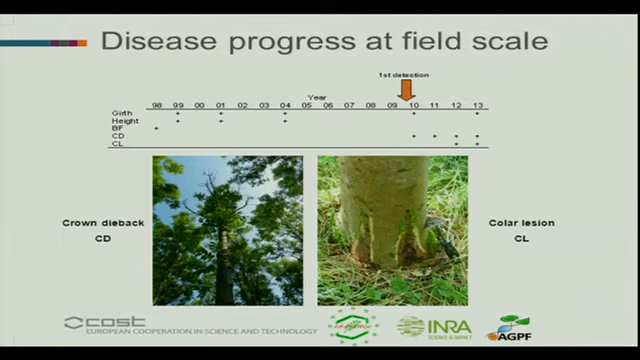 Disease progress at field scale
1st detection
Year
98 99 00 01 02 03 04 05 06 07 08 09 10 11 12 13
Girth + + + + +
Height + + +
BF +
CD + + + +
CL + +
Crown dieback
CD
Colar lesion
CL
cost
EUROPEAN COOPERATION IN SCIENCE AND TECHNOLOGY
INRA
SCIENCE & IMPACT
AGPF